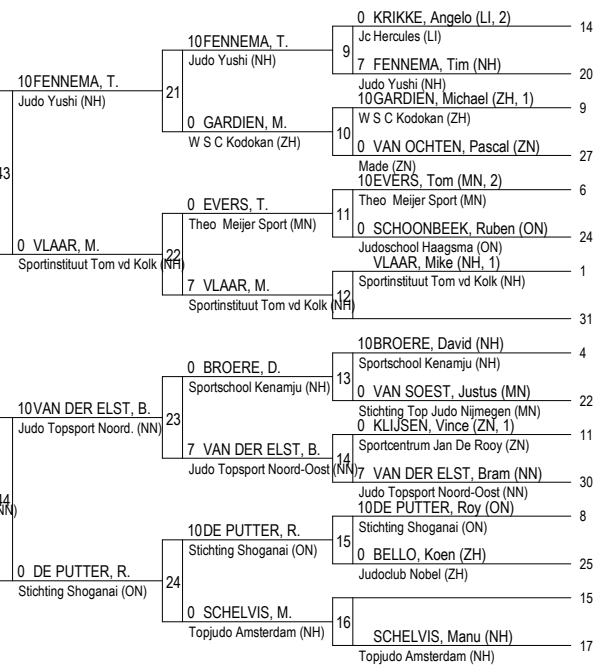 0 KRIKKE, Angelo (LI, 2)
14
Jc Hercules (LI)
10 FENNEMA, T.
9
Judo Yushi (NH)
7 FENNEMA, Tim (NH)
20
Judo Yushi (NH)
10 FENNEMA, T.
21
10 GARDIEN, Michael (ZH, 1)
9
Judo Yushi (NH)
W S C Kodokan (ZH)
0 GARDIEN, M.
10
W S C Kodokan (ZH)
0 VAN OCHTEN, Pascal (ZN)
27
Made (ZN)
43
10 EVERS, Tom (MN, 2)
6
Theo Meijer Sport (MN)
0 EVERS, T.
11
Theo Meijer Sport (MN)
0 SCHOONBEEK, Ruben (ON)
24
Judoschool Haagsma (ON)
0 VLAAR, M.
22
Sportinstituut Tom vd Kolk (NH)
VLAAR, Mike (NH, 1)
1
Sportinstituut Tom vd Kolk (NH)
7 VLAAR, M.
12
Sportinstituut Tom vd Kolk (NH)
31
10 BROERE, David (NH)
4
Sportschool Kenamju (NH)
0 BROERE, D.
13
Sportschool Kenamju (NH)
0 VAN SOEST, Justus (MN)
22
Stichting Top Judo Nijmegen (MN)
10 VAN DER ELST, B.
23
Judo Topsport Noord. (NN)
0 KLIJSEN, Vince (ZN, 1)
11
Sportcentrum Jan De Rooy (ZN)
7 VAN DER ELST, B.
14
Judo Topsport Noord-Oost (NN)
7 VAN DER ELST, Bram (NN)
30
Judo Topsport Noord-Oost (NN)
44
NN)
10 DE PUTTER, Roy (ON)
8
Stichting Shoganai (ON)
10 DE PUTTER, R.
15
Stichting Shoganai (ON)
0 BELLO, Koen (ZH)
25
Judoclub Nobel (ZH)
0 DE PUTTER, R.
24
Stichting Shoganai (ON)
15
0 SCHELVIS, M.
16
Topjudo Amsterdam (NH)
SCHELVIS, Manu (NH)
17
Topjudo Amsterdam (NH)